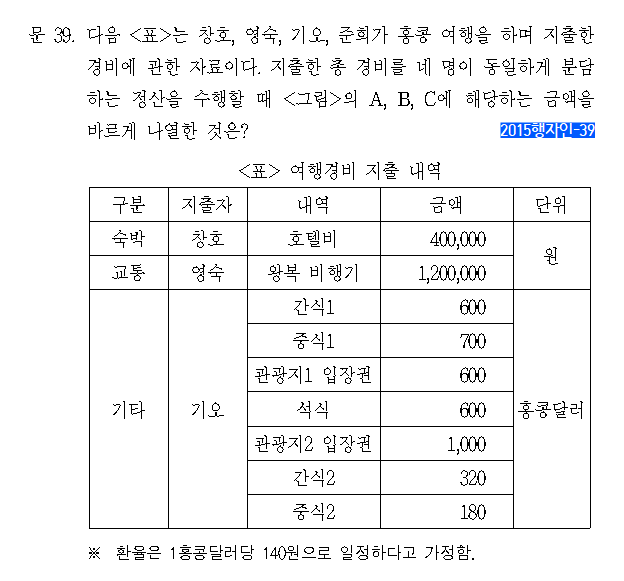 문 39. 다음 <표>는 창호, 영숙, 기오, 준희가 홍콩 여행을 하며 지출한
경비에 관한 자료이다. 지출한 총 경비를 네 명이 동일하게 분담
하는 정산을 수행할 때 <그림>의 A, B, C에 해당하는 금액을
바르게 나열한 것은? 2015행자인-39
<표> 여행경비 지출 내역
구분 지출자 내역 금액 단위
숙박 창호 호텔비 400,000 원
교통 영숙 왕복 비행기 1,200,000
기타 기오 간식1 600 홍콩달러
중식1 700
관광지1 입장권 600
석식 600
관광지2 입장권 1,000
간식2 320
중식2 180
※ 환율은 1홍콩달러당 140원으로 일정하다고 가정함.